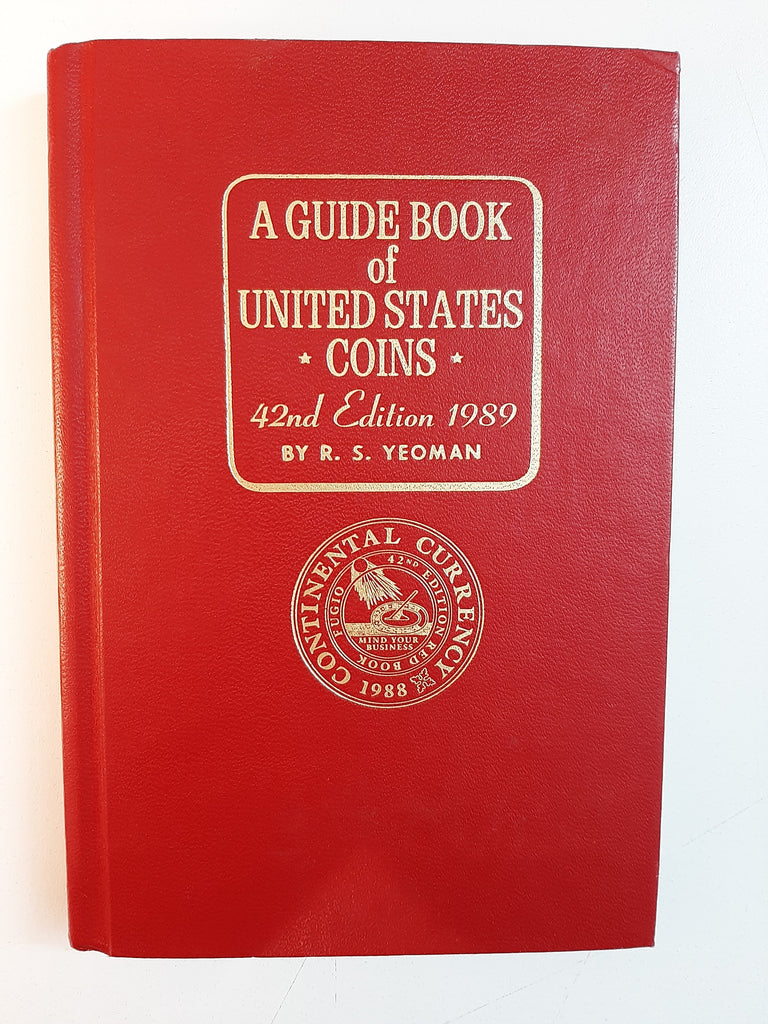 A GUIDE BOOK
of
UNITED STATES
★ COINS ★
42nd Edition 1989
BY R. S. YEOMAN
CONTINENTAL CURRENCY
1988
FUGIO
42ND EDITION RED BOOK
MIND YOUR
BUSINESS